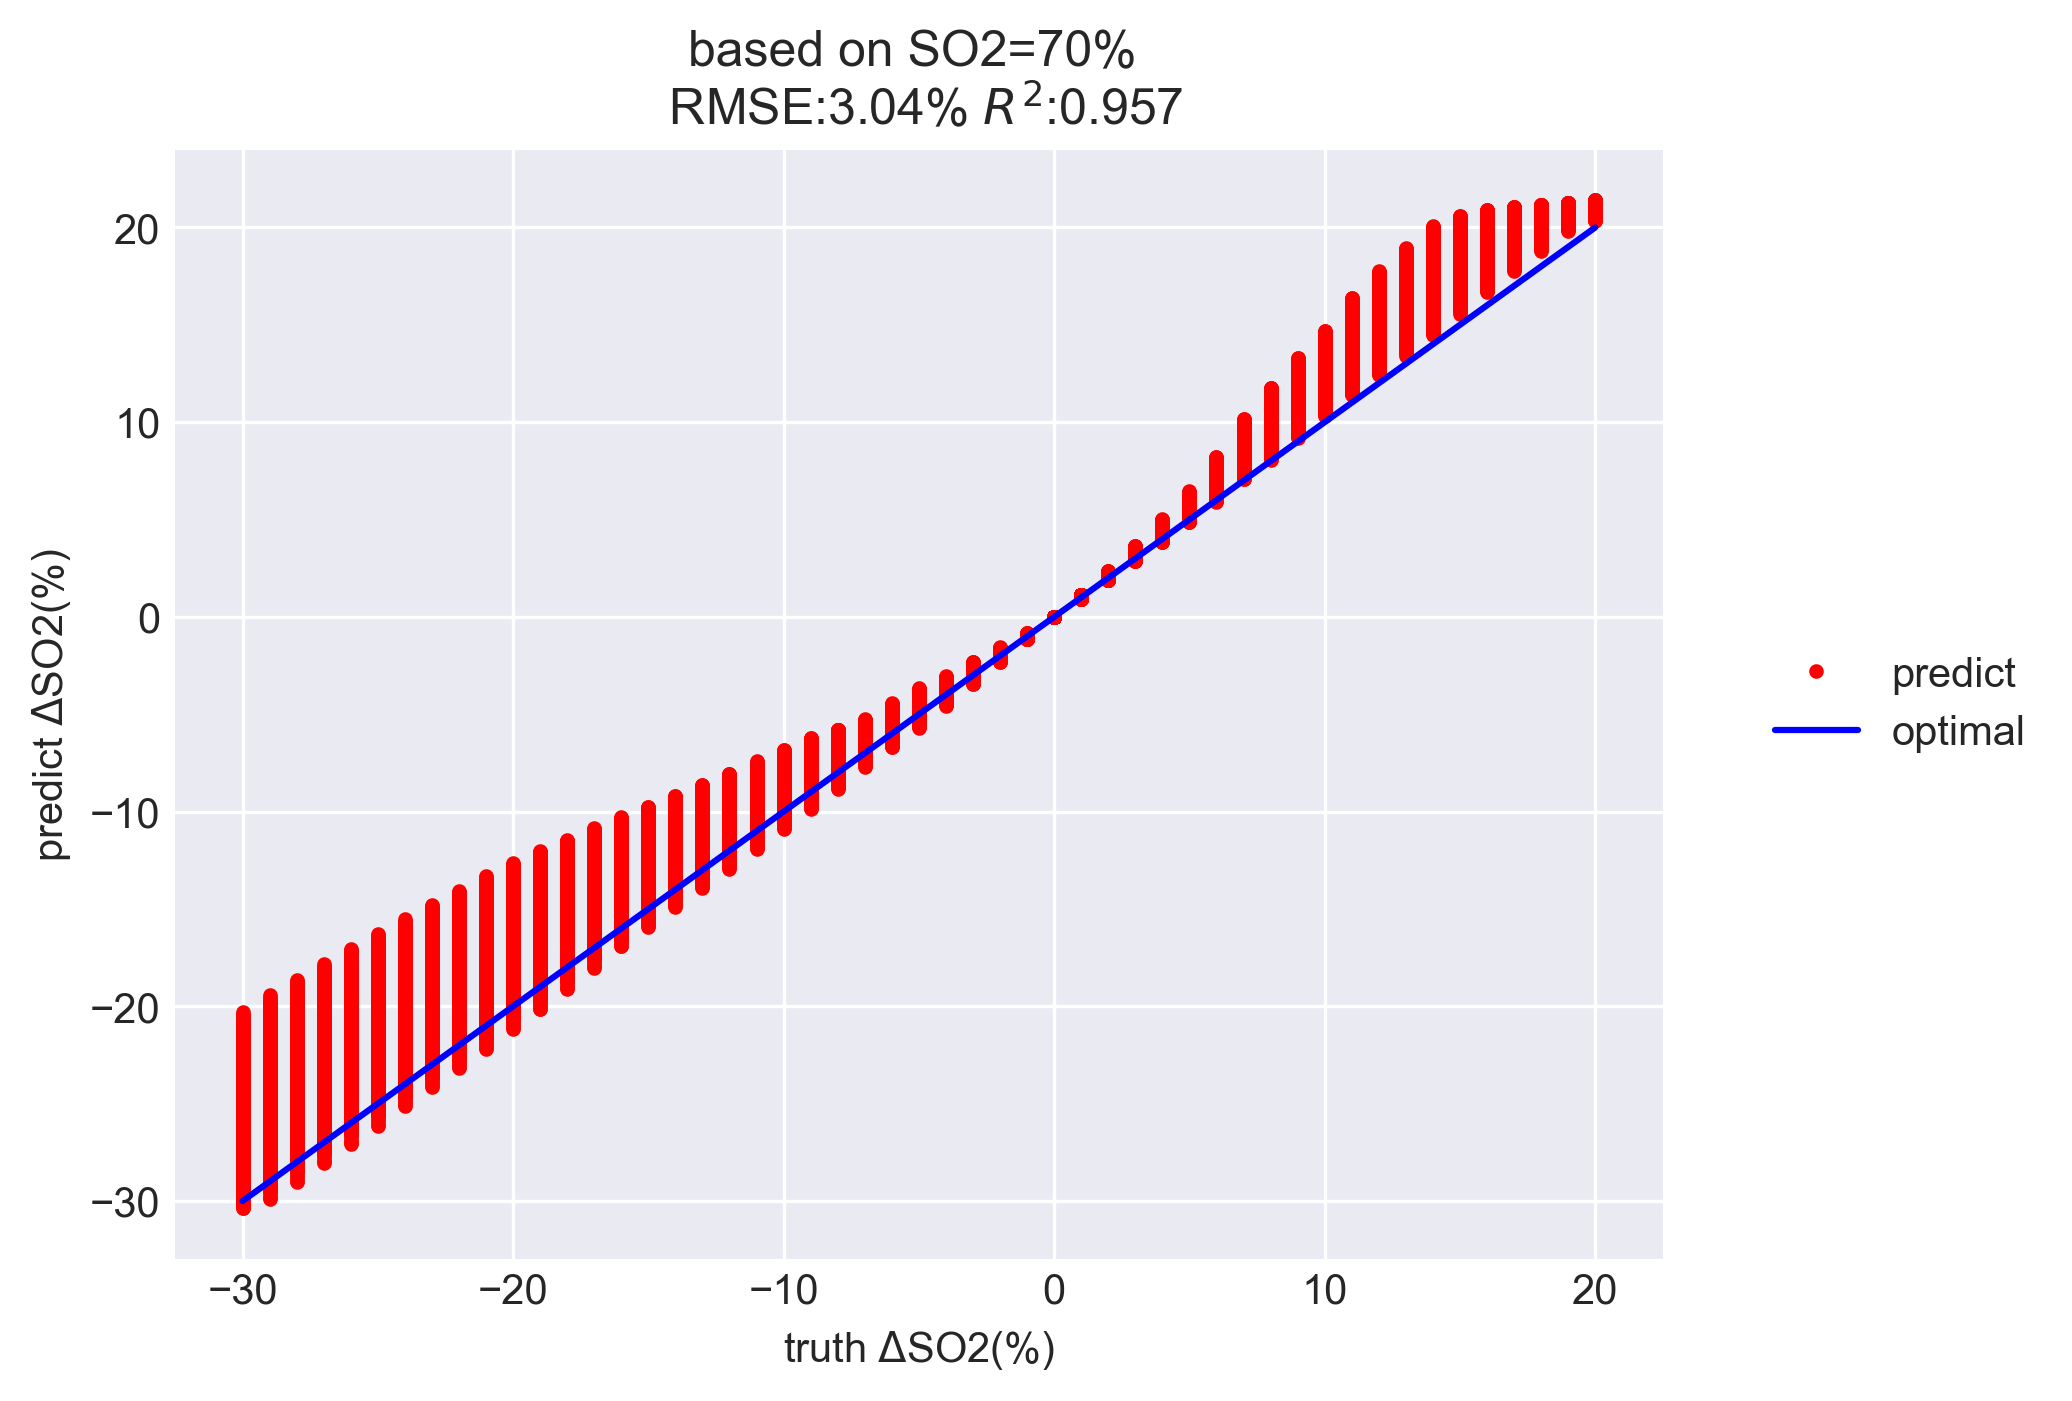 based on SO2=70%
RMSE:3.04% R²:0.957
20
10
0
−10
−20
−30
predict ΔSO2(%)
−30 −20 −10 0 10 20
truth ΔSO2(%)
predict
optimal